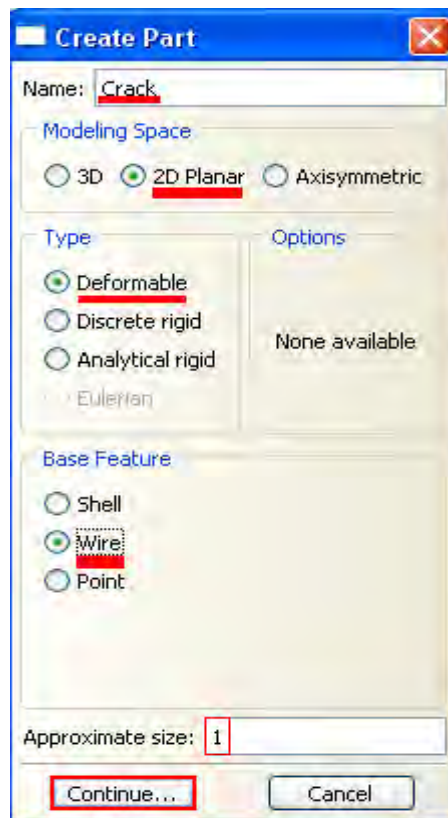 Create Part
Name: Crack
Modeling Space
3D 2D Planar Axisymmetric
Type Options
Deformable
Discrete rigid
None available
Analytical rigid
Eulerian
Base Feature
Shell
Wire
Point
Approximate size: 1
Continue... Cancel